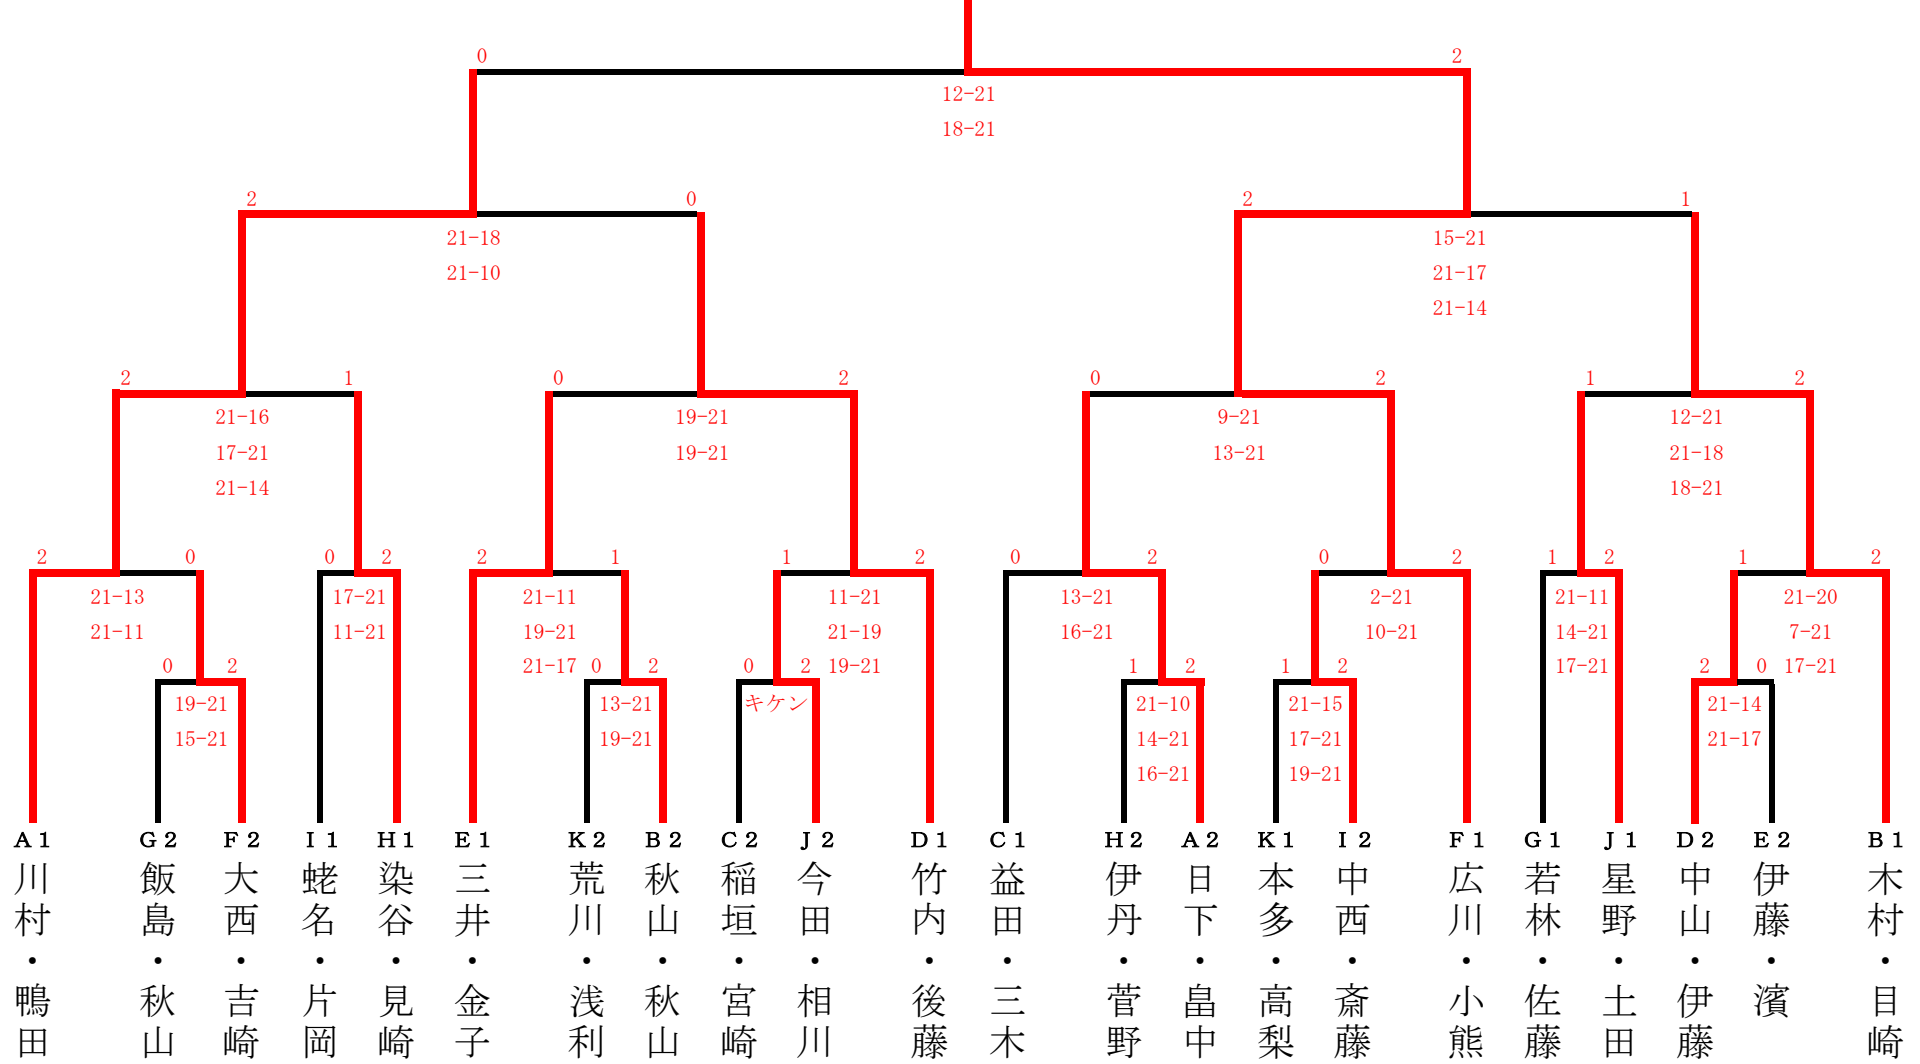 0 2
12-21
18-21
2 0 2 1
21-18 15-21
21-10 21-17
21-14
2 1 0 2 0 2 1 2
21-16 19-21 9-21 12-21
17-21 19-21 13-21 21-18
21-14 18-21
2 0 0 2 2 1 1 2 0 2 0 2 1 2 1 2
21-13 17-21 21-11 11-21 13-21 2-21 21-11 21-20
21-11 11-21 19-21 21-19 16-21 10-21 14-21 7-21
0 2 21-17 0 2 0 2 19-21 1 2 1 2 17-21 2 0 17-21
19-21 13-21 キケン 21-10 21-15 21-14
15-21 19-21 14-21 17-21 21-17
16-21 19-21
A1 G2 F2 I1 H1 E1 K2 B2 C2 J2 D1 C1 H2 A2 K1 I2 F1 G1 J1 D2 E2 B1
川村・鴨田
飯島・秋山
大西・吉崎
蛯名・片岡
染谷・見崎
三井・金子
荒川・浅利
秋山・秋山
稲垣・宮崎
今田・相川
竹内・後藤
益田・三木
伊丹・菅野
日下・畠中
本多・高梨
中西・斎藤
広川・小熊
若林・佐藤
星野・土田
中山・伊藤
伊藤・濱
木村・目崎